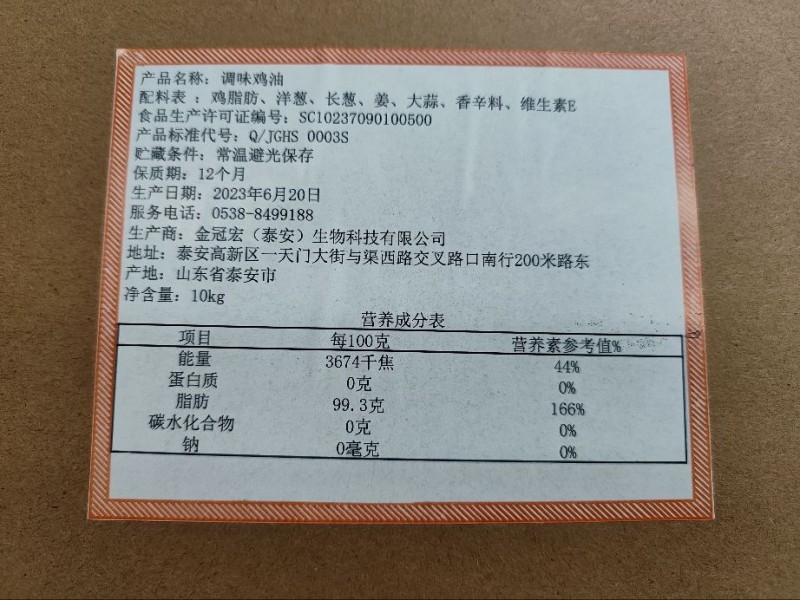 产品名称：调味鸡油
配料表 ：鸡脂肪、洋葱、长葱、姜、大蒜、香辛料、维生素E
食品生产许可证编号：SC10237090100500
产品标准代号：Q/JGHS 0003S
贮藏条件：常温避光保存
保质期：12个月
生产日期：2023年6月20日
服务电话：0538-8499188
生产商：金冠宏（泰安）生物科技有限公司
地址：泰安高新区一天门大街与渠西路交叉路口南行200米路东
产地：山东省泰安市
净含量：10kg
营养成分表
项目 每100克 营养素参考值%
能量 3674千焦 44%
蛋白质 0克 0%
脂肪 99.3克 166%
碳水化合物 0克 0%
钠 0毫克 0%